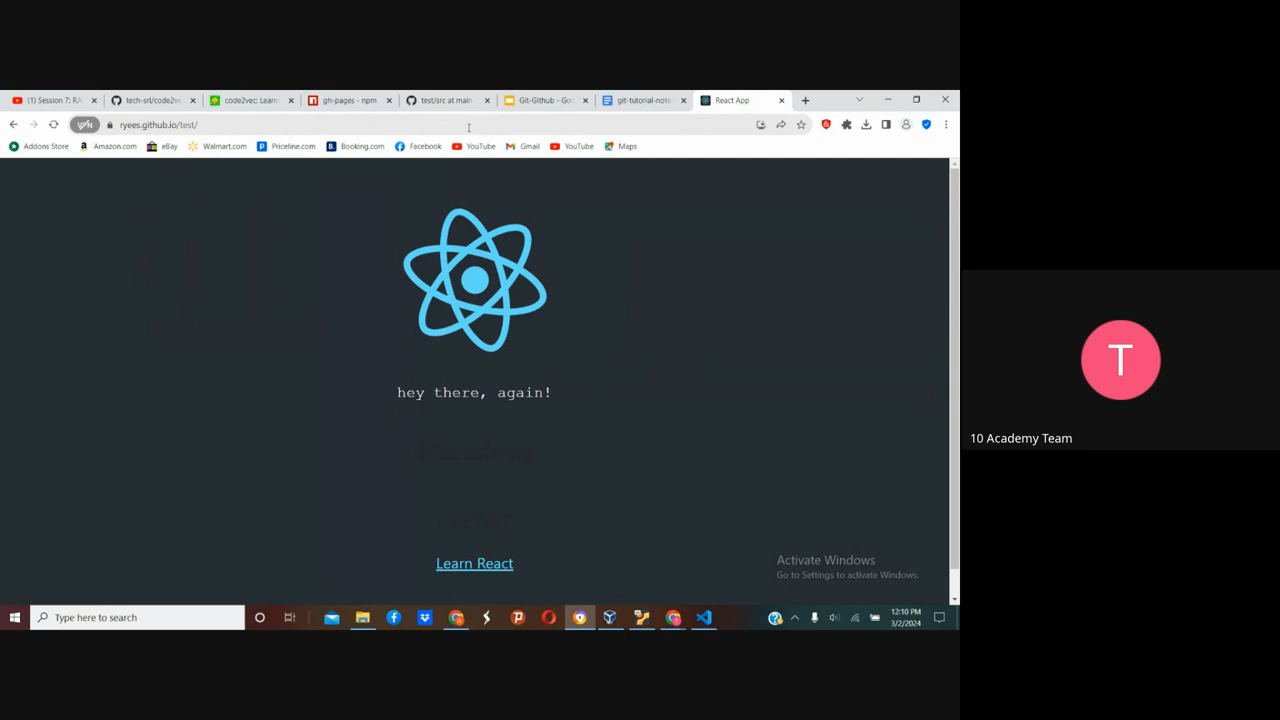 (1) Session 7: RA
tech-srl/code2v
code2vec: Learn
gh-pages - npm
test/src at main
Git-Github - Goo
git-tutorial-note
React App
VPN
ryees.github.io/test/
Addons Store
Amazon.com
eBay
Walmart.com
Priceline.com
Booking.com
Facebook
YouTube
Gmail
YouTube
Maps
hey there, again!
Learn React
Activate Windows
Go to Settings to activate Windows.
T
10 Academy Team
Type here to search
12:10 PM
3/2/2024